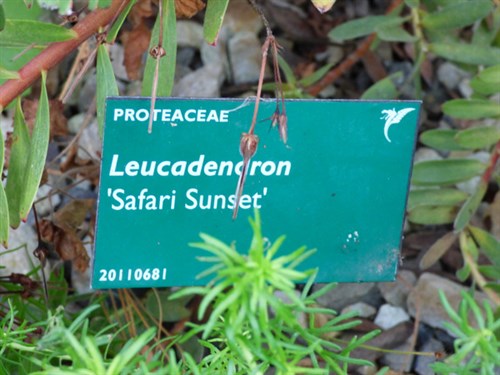 PROTEACEAE
Leucadendron
'Safari Sunset'
20110681